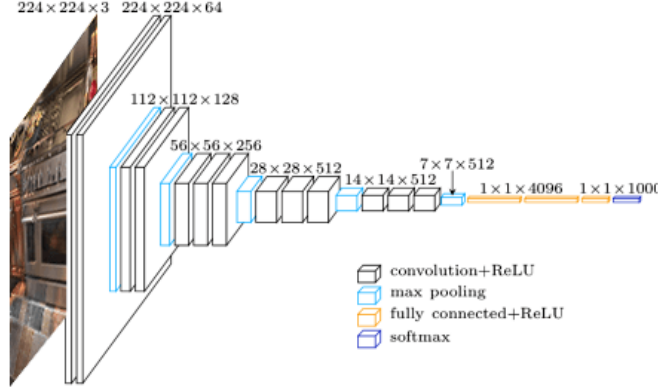 224×224×3
224×224×64
112×112×128
56×56×256
28×28×512
14×14×512
7×7×512
1×1×4096
1×1×1000
convolution+ReLU
max pooling
fully connected+ReLU
softmax